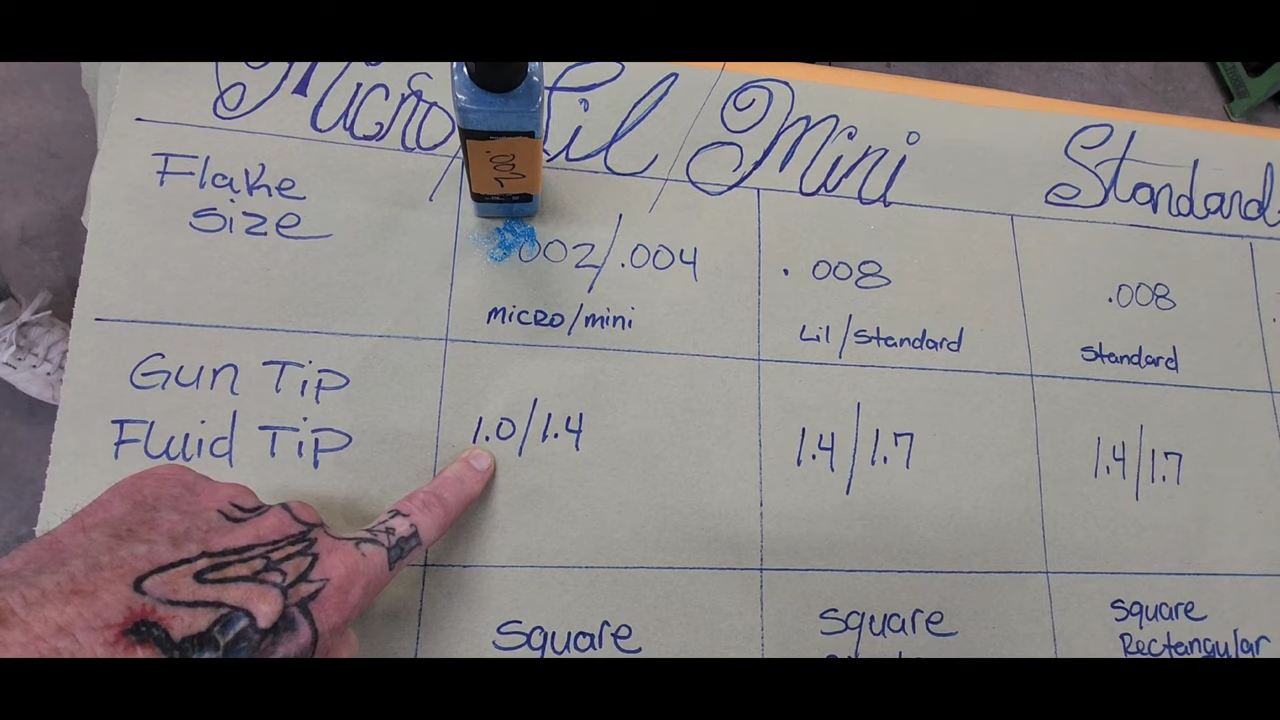 Micro Lil Mini Standard
Flake
size
.002/.004
micro/mini
.008
Lil/Standard
.008
Standard
Gun Tip
Fluid Tip
1.0/1.4
1.4/1.7
1.4/1.7
Square
Square
Square
Rectangular